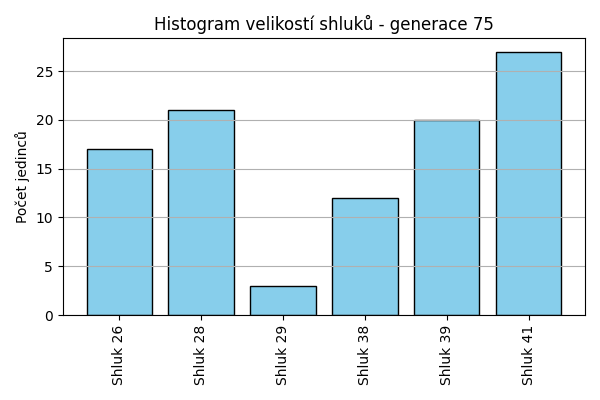 Histogram velikostí shluků - generace 75
Počet jedinců
25
20
15
10
5
0
Shluk 26
Shluk 28
Shluk 29
Shluk 38
Shluk 39
Shluk 41